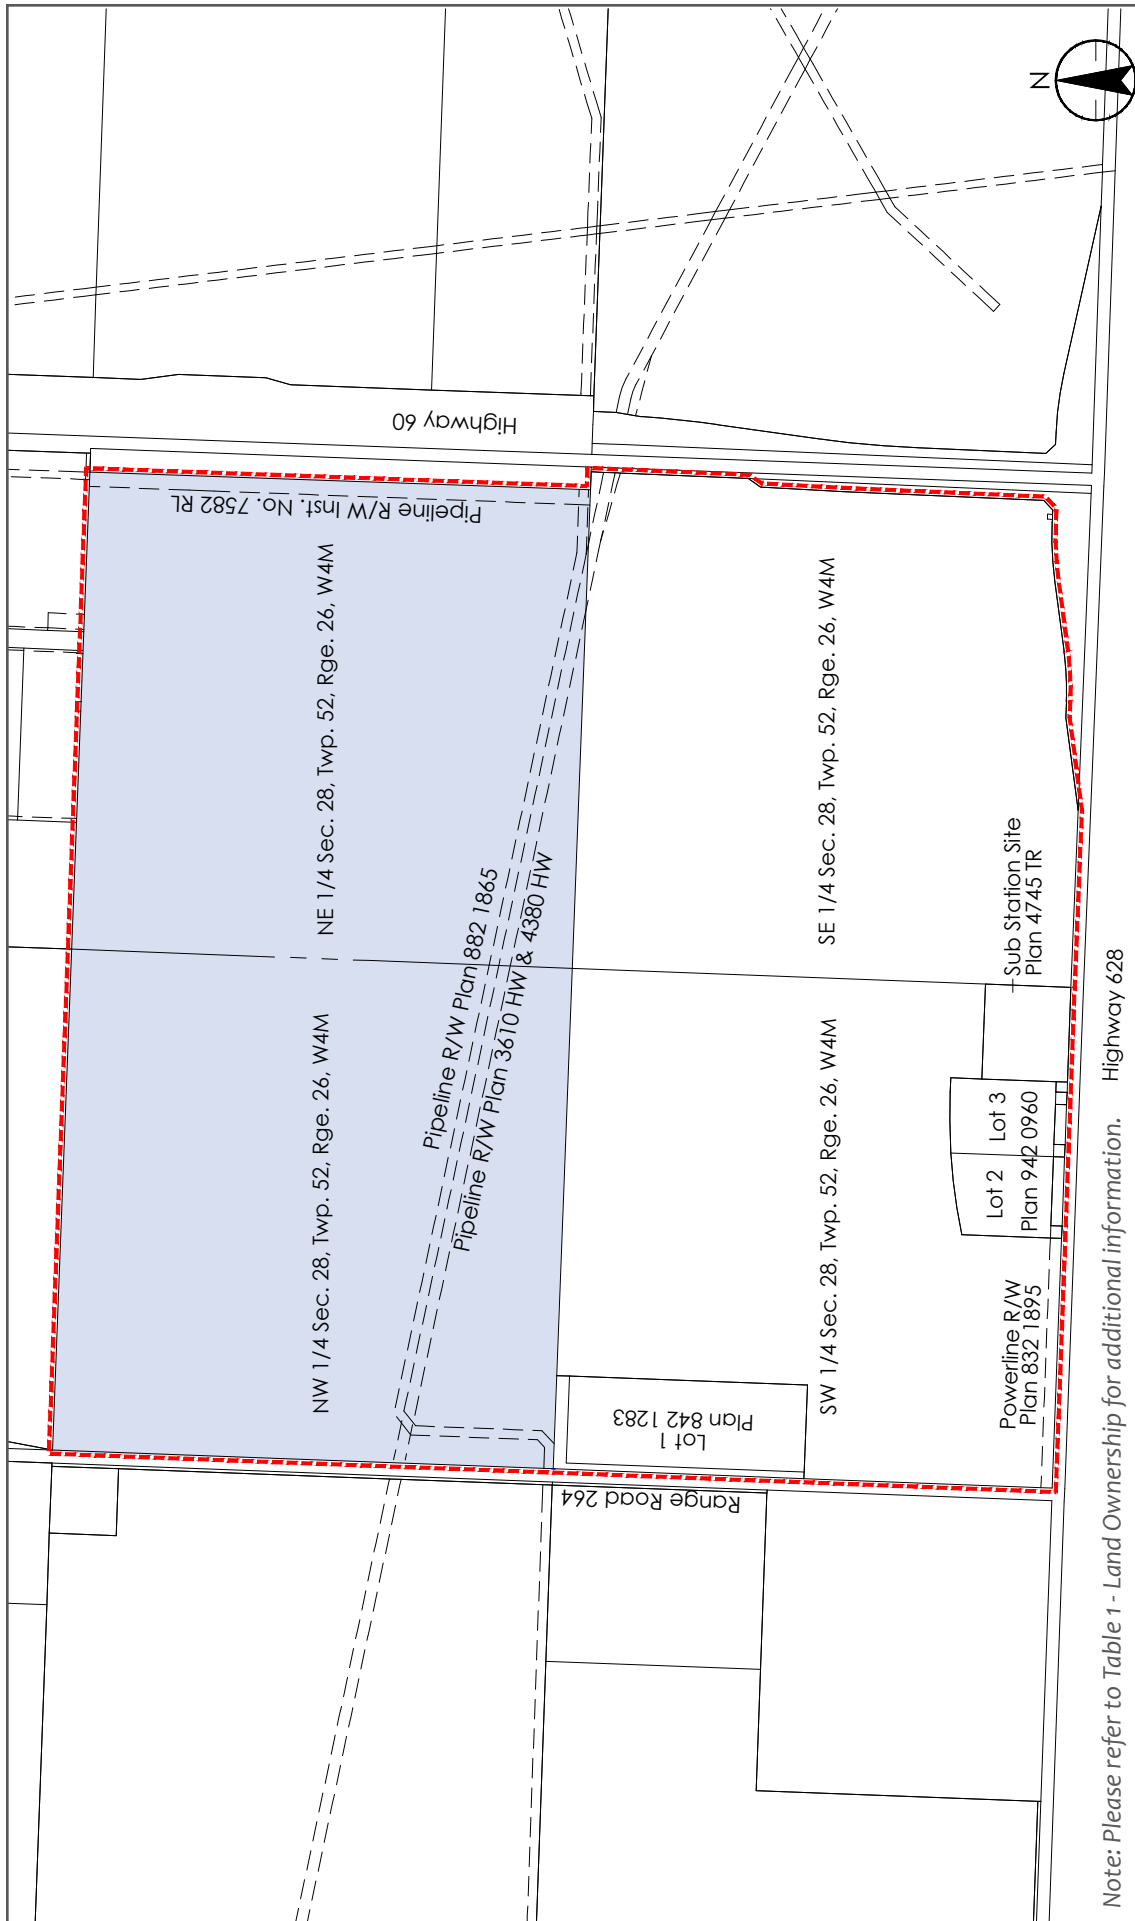 N
Highway 60
Pipeline R/W Inst. No. 7582 RL
NW 1/4 Sec. 28, Twp. 52, Rge. 26, W4M
NE 1/4 Sec. 28, Twp. 52, Rge. 26, W4M
Pipeline R/W Plan 882 1865
Pipeline R/W Plan 3610 HW & 4380 HW
Range Road 264
Lot 1
Plan 842 1283
SW 1/4 Sec. 28, Twp. 52, Rge. 26, W4M
SE 1/4 Sec. 28, Twp. 52, Rge. 26, W4M
Powerline R/W
Plan 832 1895
Lot 2
Lot 3
Plan 942 0960
Sub Station Site
Plan 4745 TR
Highway 628
Note: Please refer to Table 1 - Land Ownership for additional information.